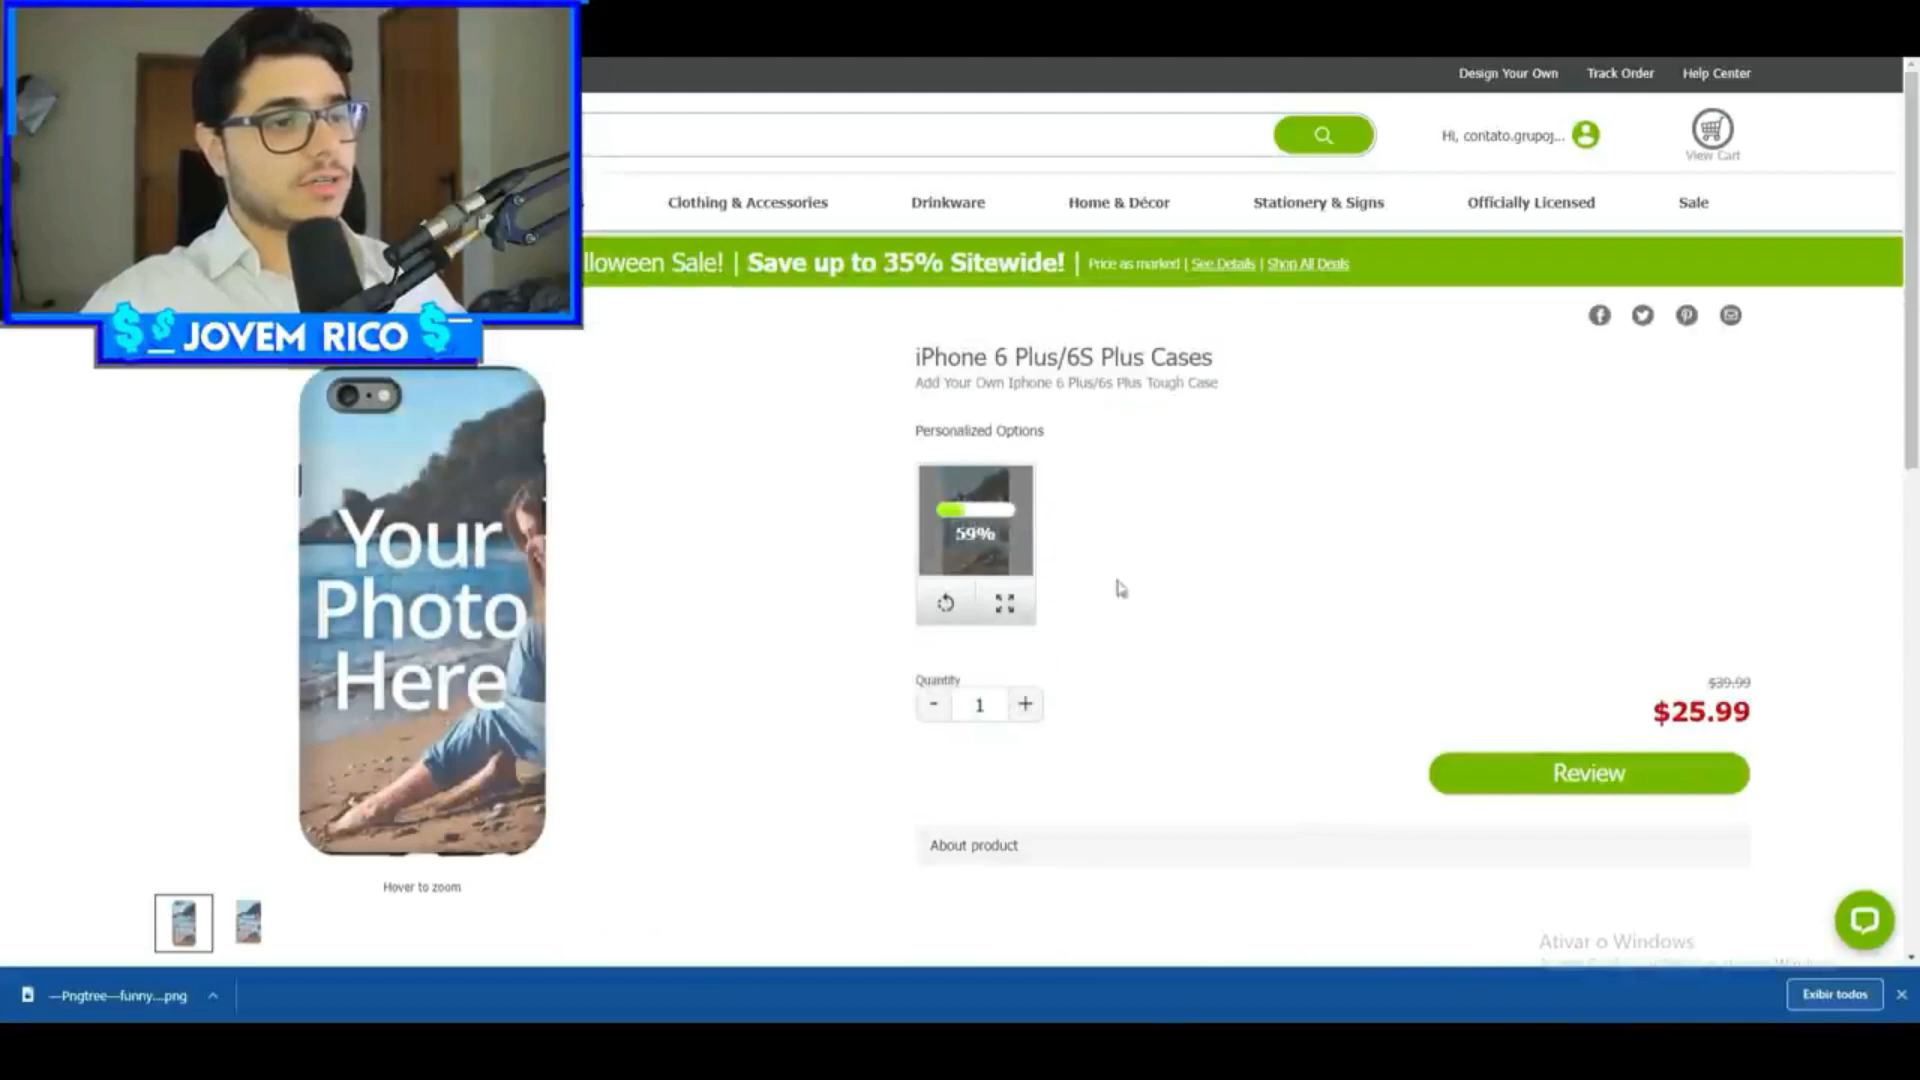 Design Your Own Track Order Help Center
Hi, contato.grupoj...
View Cart
Clothing & Accessories Drinkware Home & Décor Stationery & Signs Officially Licensed Sale
lloween Sale! | Save up to 35% Sitewide! | Price as marked | See Details | Shop All Deals
$ $ JOVEM RICO $
iPhone 6 Plus/6S Plus Cases
Add Your Own Iphone 6 Plus/6s Plus Tough Case
Personalized Options
59%
Your
Photo
Here
Quantity
- 1 +
$39.99
$25.99
Review
About product
Hover to zoom
Ativar o Windows
—Pngtree—funny....png
Exibir todos